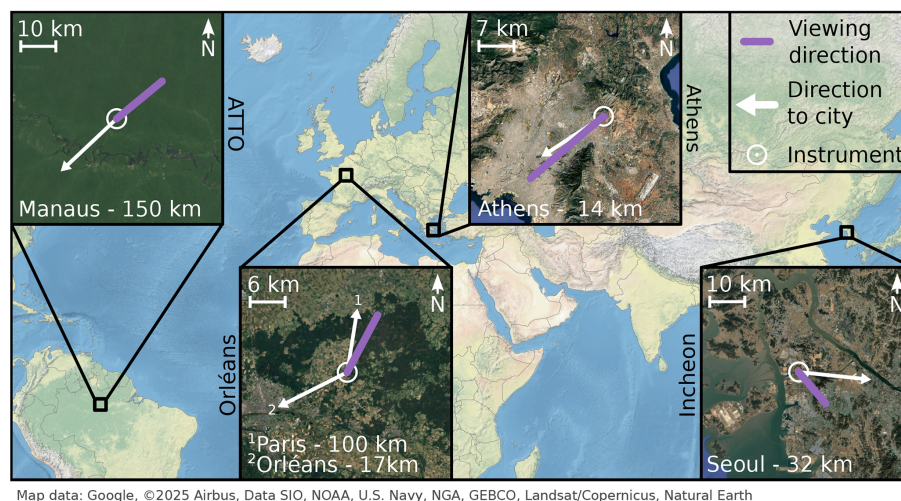 10 km
N
Manaus - 150 km
ATTO
7 km
N
Athens - 14 km
Athens
Viewing
direction
Direction
to city
Instrument
6 km
N
1
2
¹Paris - 100 km
²Orléans - 17km
Orléans
10 km
N
Seoul - 32 km
Incheon
Map data: Google, ©2025 Airbus, Data SIO, NOAA, U.S. Navy, NGA, GEBCO, Landsat/Copernicus, Natural Earth